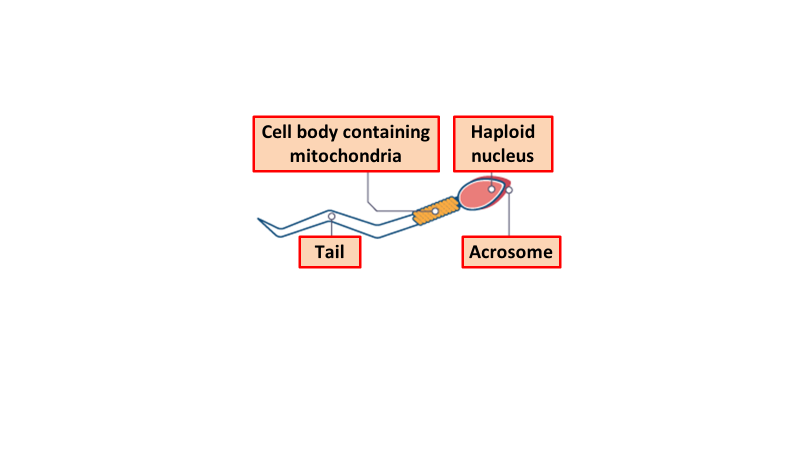 Cell body containing
mitochondria
Haploid
nucleus
Tail
Acrosome